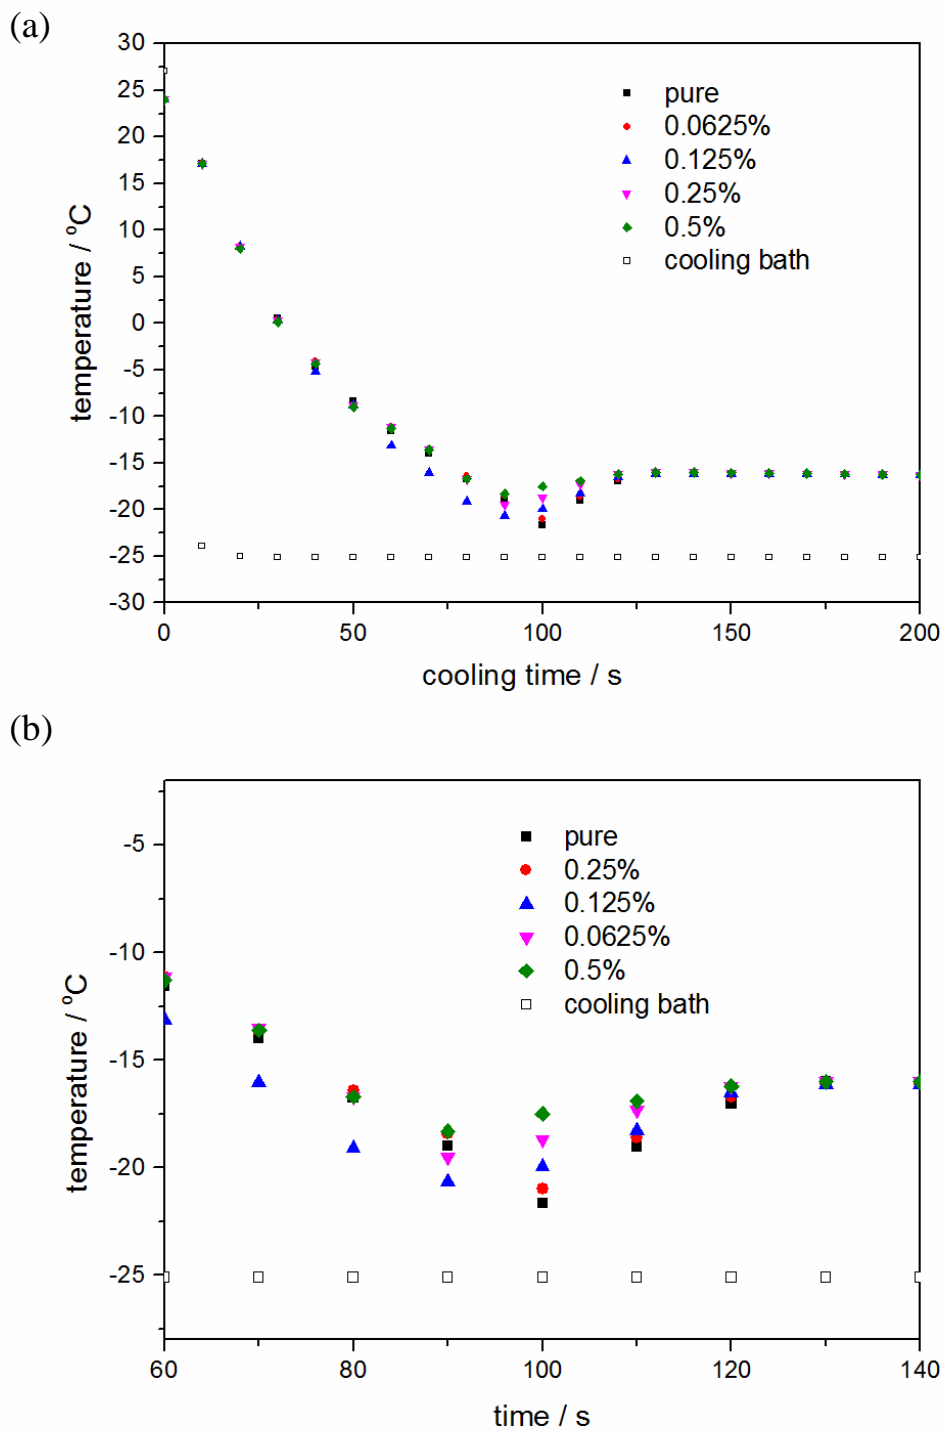 (a)
30
25
20
15
10
5
0
-5
-10
-15
-20
-25
-30
temperature / °C
pure
0.0625%
0.125%
0.25%
0.5%
cooling bath
0 50 100 150 200
cooling time / s
(b)
-5
-10
-15
-20
-25
temperature / °C
pure
0.25%
0.125%
0.0625%
0.5%
cooling bath
60 80 100 120 140
time / s